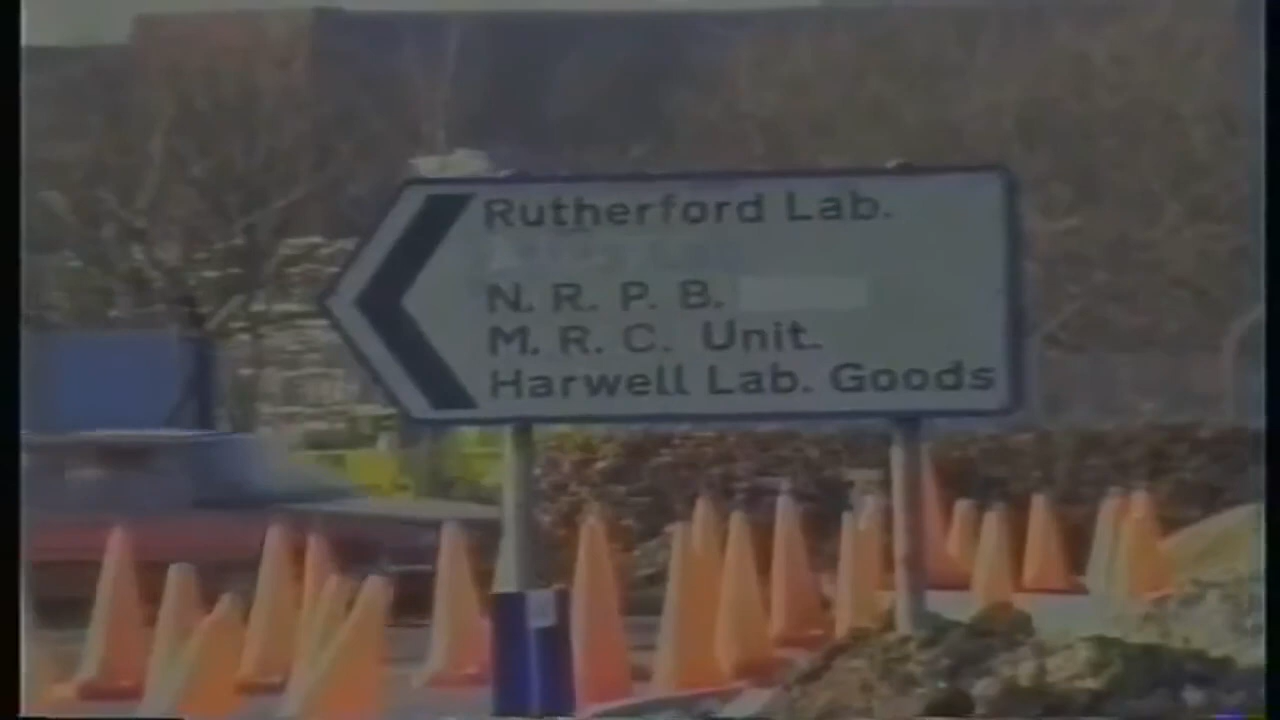 Rutherford Lab.
N. R. P. B.
M. R. C. Unit.
Harwell Lab. Goods